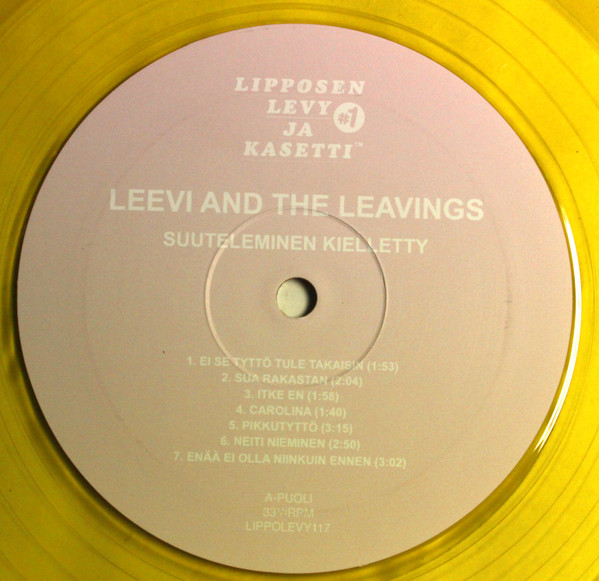 LIPPOSEN
LEVY #1
JA
KASETTI™
LEEVI AND THE LEAVINGS
SUUTELEMINEN KIELLETTY
1. EI SE TYTTÖ TULE TAKAISIN (1:53)
2. SUA RAKASTAN (2:04)
3. ITKE EN (1:58)
4. CAROLINA (1:40)
5. PIKKUTYTTÖ (3:15)
6. NEITI NIEMINEN (2:50)
7. ENÄÄ EI OLLA NIINKUIN ENNEN (3:02)
A-PUOLI
33⅓ RPM
LIPPOLEVY117